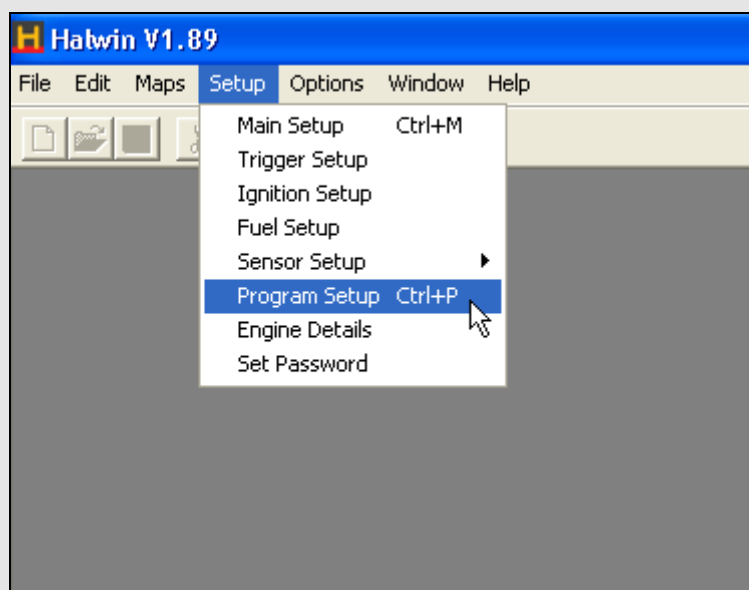 H Halwin V1.89
File Edit Maps Setup Options Window Help
Main Setup Ctrl+M
Trigger Setup
Ignition Setup
Fuel Setup
Sensor Setup
Program Setup Ctrl+P
Engine Details
Set Password